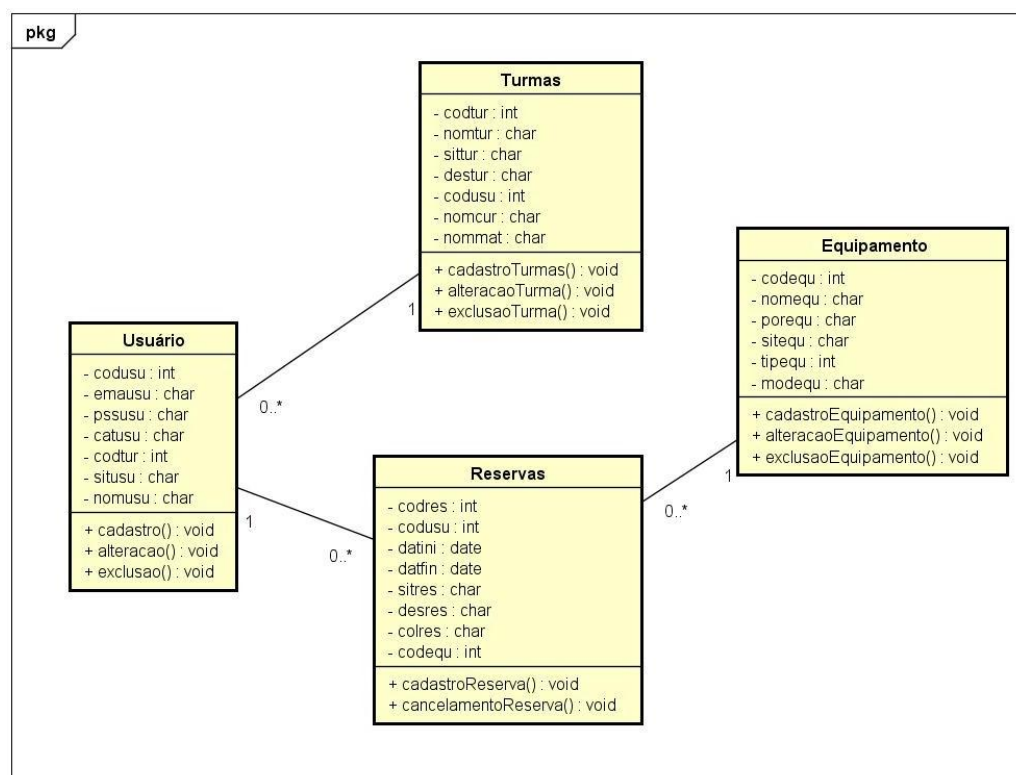 pkg
Turmas
- codtur : int
- nomtur : char
- sittur : char
- destur : char
- codusu : int
- nomcur : char
- nommat : char
+ cadastroTurmas() : void
+ alteracaoTurma() : void
+ exclusaoTurma() : void
1
Equipamento
- codequ : int
- nomequ : char
- porequ : char
- sitequ : char
- tipequ : int
- modequ : char
+ cadastroEquipamento() : void
+ alteracaoEquipamento() : void
+ exclusaoEquipamento() : void
1
Usuário
- codusu : int
- emausu : char
- pssusu : char
- catusu : char
- codtur : int
- situsu : char
- nomusu : char
+ cadastro() : void
+ alteracao() : void
+ exclusao() : void
0..*
1
Reservas
- codres : int
- codusu : int
- datini : date
- datfin : date
- sitres : char
- desres : char
- colres : char
- codequ : int
+ cadastroReserva() : void
+ cancelamentoReserva() : void
0..*
0..*